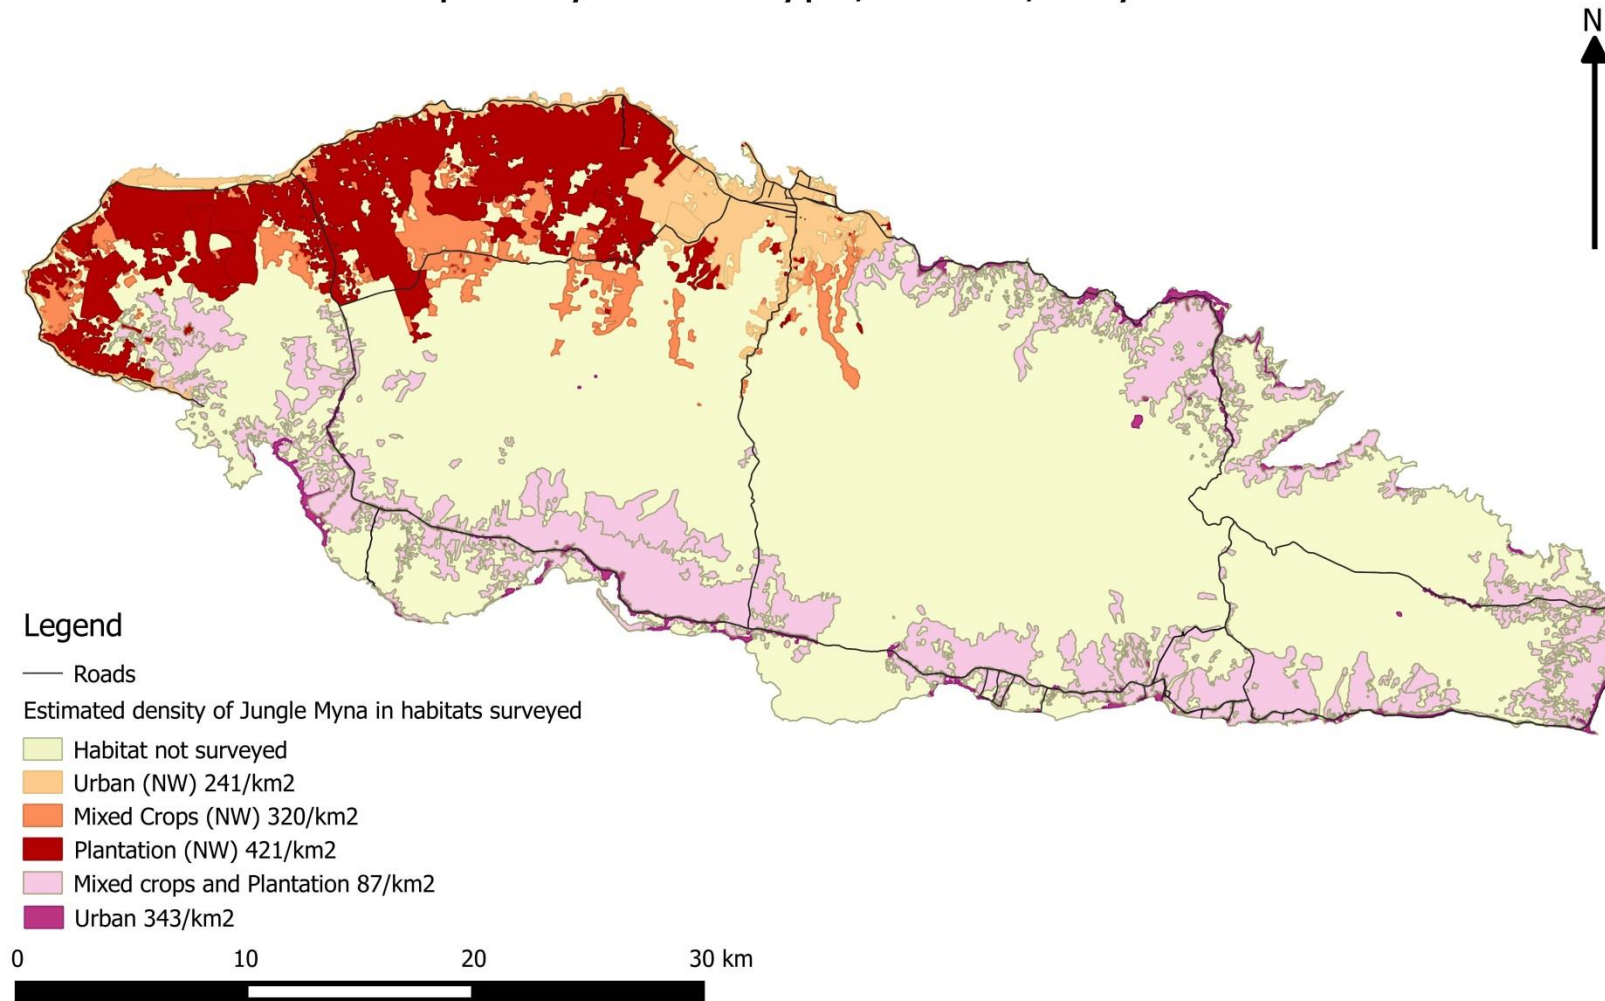 N
Legend
Roads
Estimated density of Jungle Myna in habitats surveyed
Habitat not surveyed
Urban (NW) 241/km2
Mixed Crops (NW) 320/km2
Plantation (NW) 421/km2
Mixed crops and Plantation 87/km2
Urban 343/km2
0 10 20 30 km